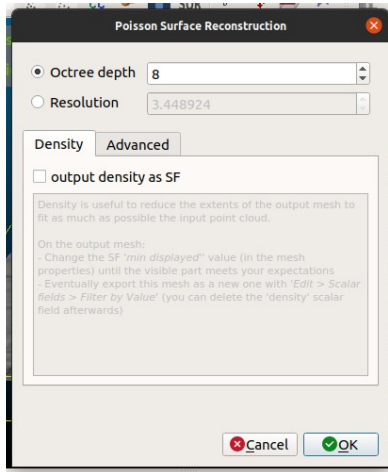 SOR
Poisson Surface Reconstruction
Octree depth 8
Resolution 3.448924
Density Advanced
output density as SF
Density is useful to reduce the extents of the output mesh to
fit as much as possible the input point cloud.
On the output mesh:
- Change the SF 'min displayed'' value (in the mesh
properties) until the visible part meets your expectations
- Eventually export this mesh as a new one with 'Edit > Scalar
fields > Filter by Value' (you can delete the 'density' scalar
field afterwards)
Cancel OK